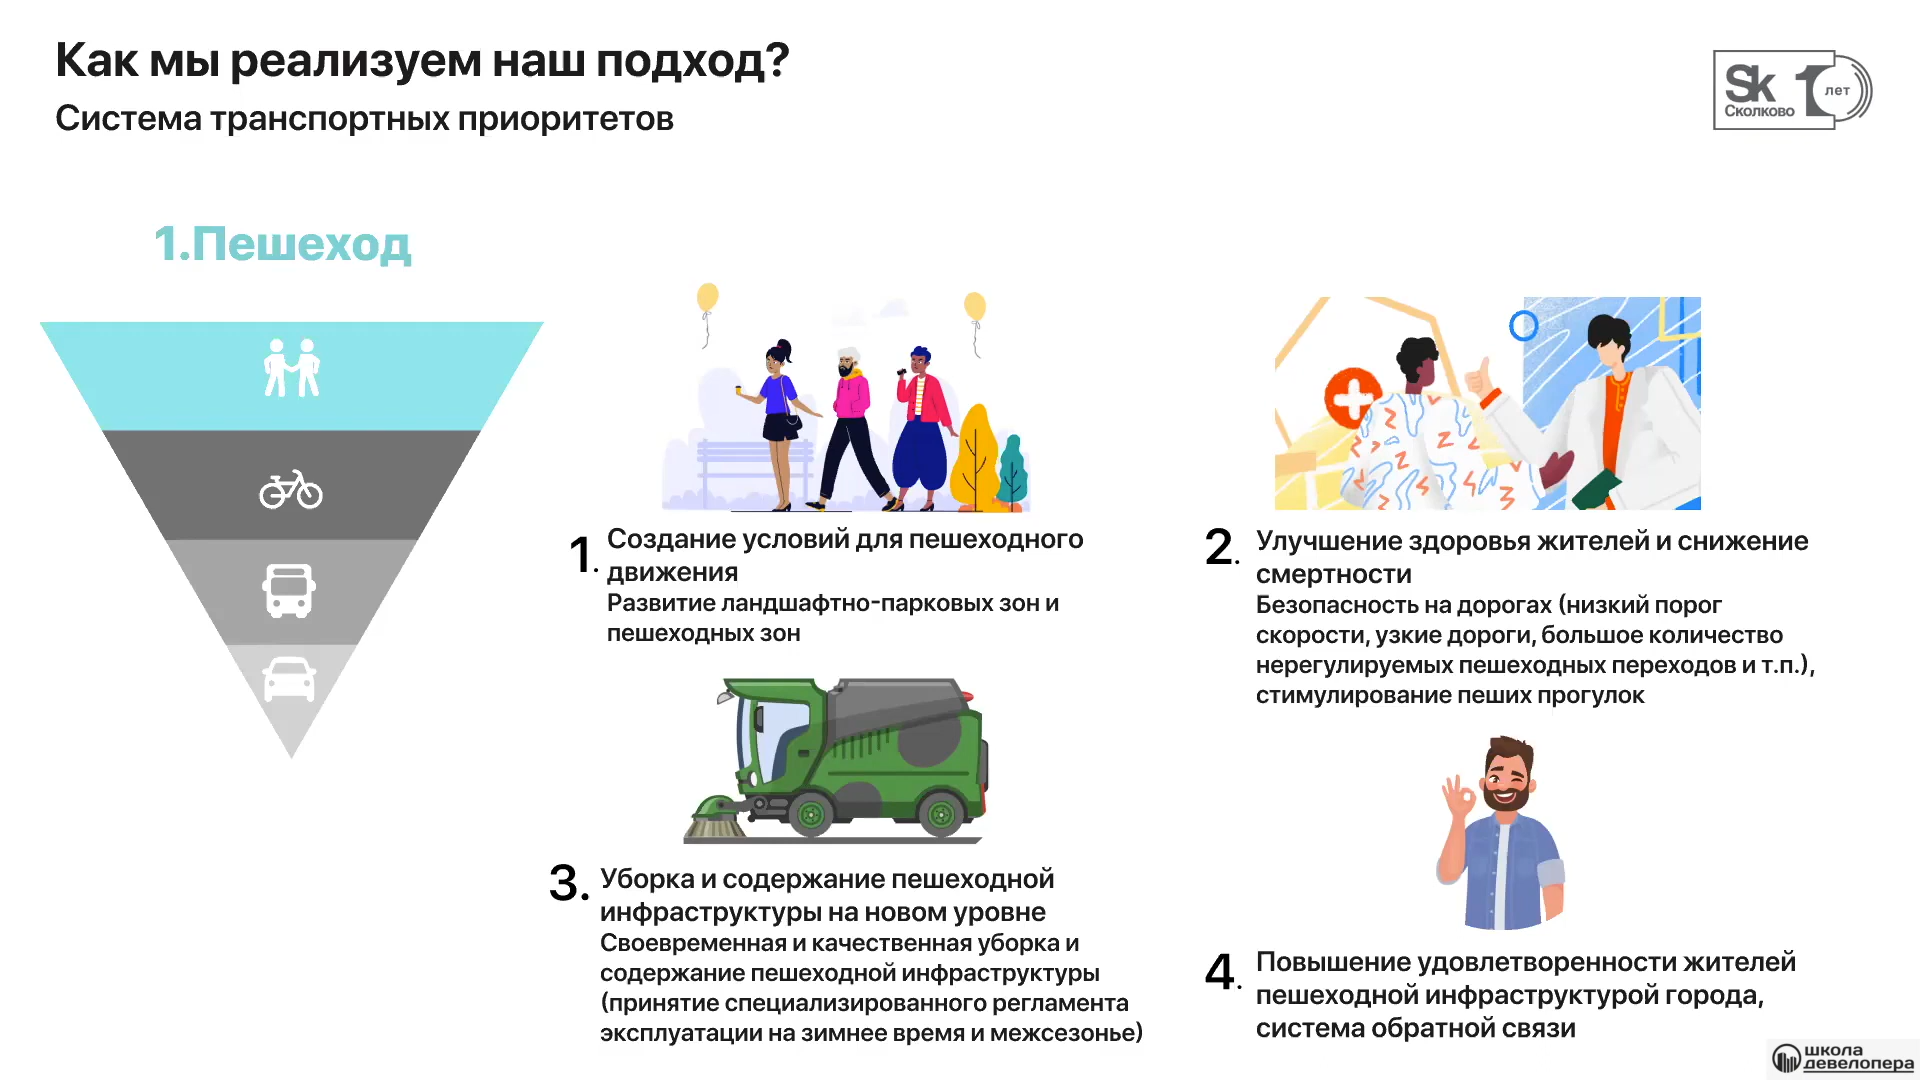 Как мы реализуем наш подход?
Система транспортных приоритетов
Sk
Сколково
10
лет
1.Пешеход
1.
Создание условий для пешеходного
движения
Развитие ландшафтно-парковых зон и
пешеходных зон
2.
Улучшение здоровья жителей и снижение
смертности
Безопасность на дорогах (низкий порог
скорости, узкие дороги, большое количество
нерегулируемых пешеходных переходов и т.п.),
стимулирование пеших прогулок
3.
Уборка и содержание пешеходной
инфраструктуры на новом уровне
Своевременная и качественная уборка и
содержание пешеходной инфраструктуры
(принятие специализированного регламента
эксплуатации на зимнее время и межсезонье)
4.
Повышение удовлетворенности жителей
пешеходной инфраструктурой города,
система обратной связи
школа
девелопера